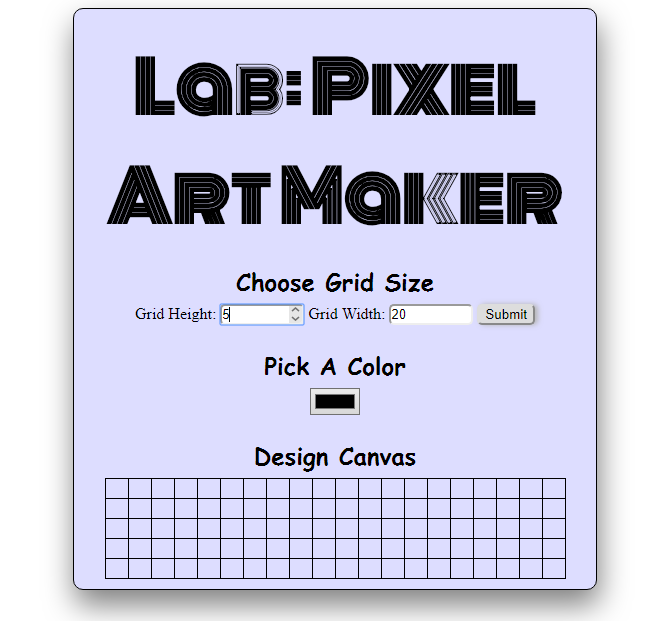 Lab: Pixel
Art Maker
Choose Grid Size
Grid Height: 5 Grid Width: 20 Submit
Pick A Color
Design Canvas